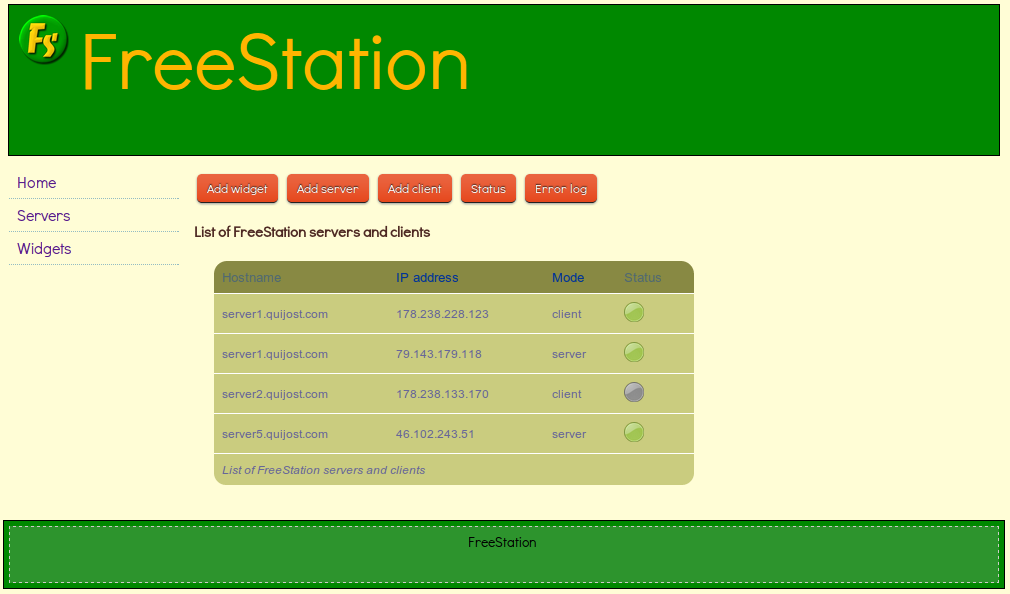 Fs
FreeStation
Home
Servers
Widgets
Add widget Add server Add client Status Error log
List of FreeStation servers and clients
Hostname IP address Mode Status
server1.quijost.com 178.238.228.123 client
server1.quijost.com 79.143.179.118 server
server2.quijost.com 178.238.133.170 client
server5.quijost.com 46.102.243.51 server
List of FreeStation servers and clients
FreeStation